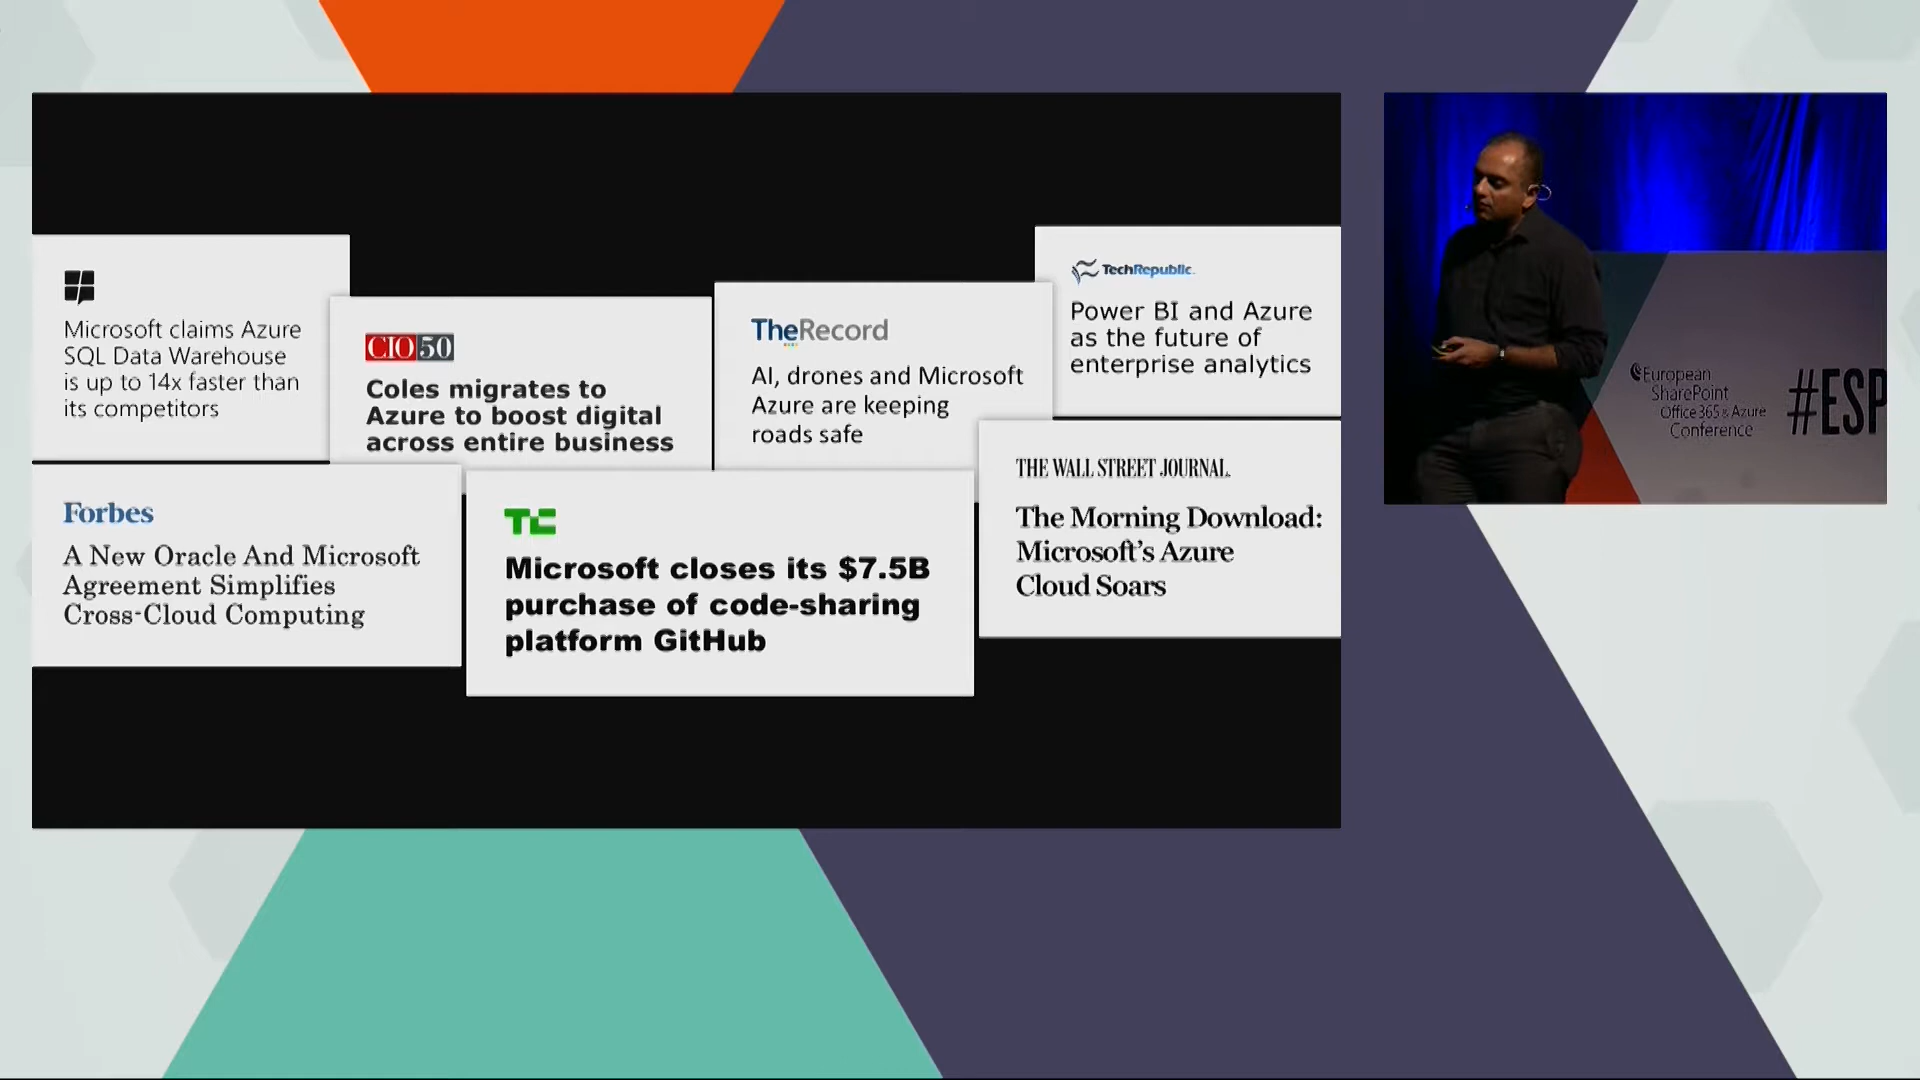 Microsoft claims Azure
SQL Data Warehouse
is up to 14x faster than
its competitors
CIO50
Coles migrates to
Azure to boost digital
across entire business
TheRecord
AI, drones and Microsoft
Azure are keeping
roads safe
TechRepublic.
Power BI and Azure
as the future of
enterprise analytics
Forbes
A New Oracle And Microsoft
Agreement Simplifies
Cross-Cloud Computing
TC
Microsoft closes its $7.5B
purchase of code-sharing
platform GitHub
THE WALL STREET JOURNAL.
The Morning Download:
Microsoft's Azure
Cloud Soars
European
SharePoint
Office 365 & Azure
Conference
#ESP